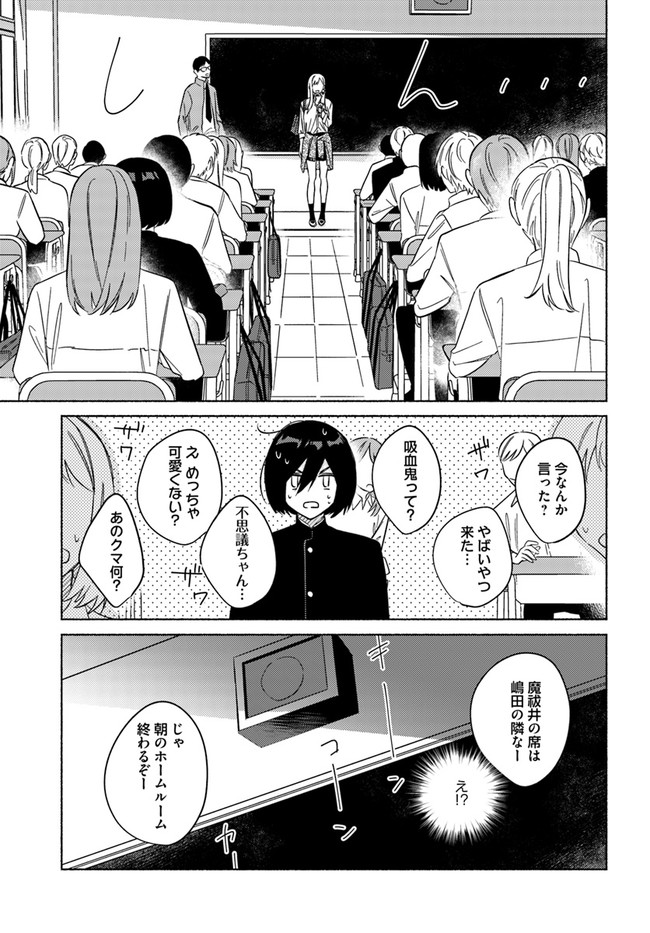 しーん…
今なんか
言った？
やばいやつ
来た…
吸血鬼って？
不思議ちゃん…
え めっちゃ
可愛くない？
あのクマ何？
ザワ
ザワ
魔祓井の席は
嶋田の隣なー
え!?
キーンコーン
じゃ
朝のホームルーム
終わるぞー